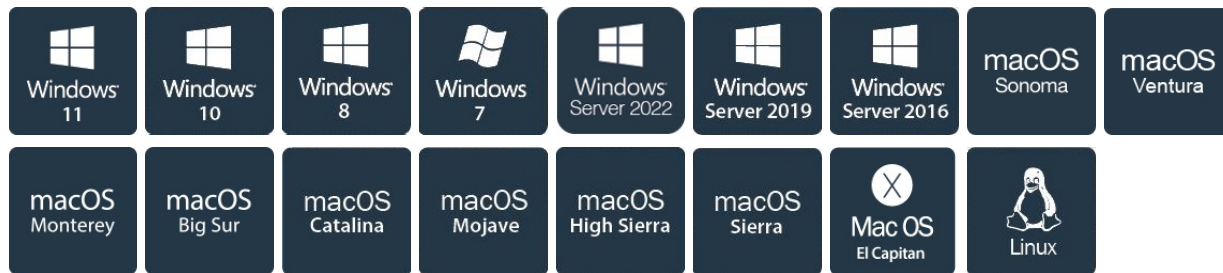 Windows
11
Windows
10
Windows
8
Windows
7
Windows
Server 2022
Windows
Server 2019
Windows
Server 2016
macOS
Sonoma
macOS
Ventura
macOS
Monterey
macOS
Big Sur
macOS
Catalina
macOS
Mojave
macOS
High Sierra
macOS
Sierra
X
Mac OS
El Capitan
Linux